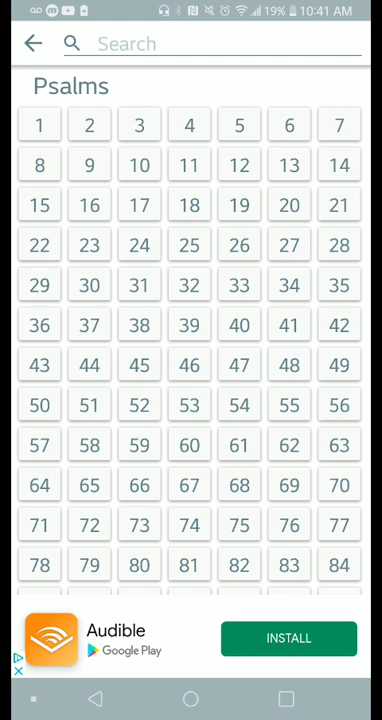 19% 10:41 AM
Search
Psalms
1 2 3 4 5 6 7
8 9 10 11 12 13 14
15 16 17 18 19 20 21
22 23 24 25 26 27 28
29 30 31 32 33 34 35
36 37 38 39 40 41 42
43 44 45 46 47 48 49
50 51 52 53 54 55 56
57 58 59 60 61 62 63
64 65 66 67 68 69 70
71 72 73 74 75 76 77
78 79 80 81 82 83 84
Audible
Google Play
INSTALL